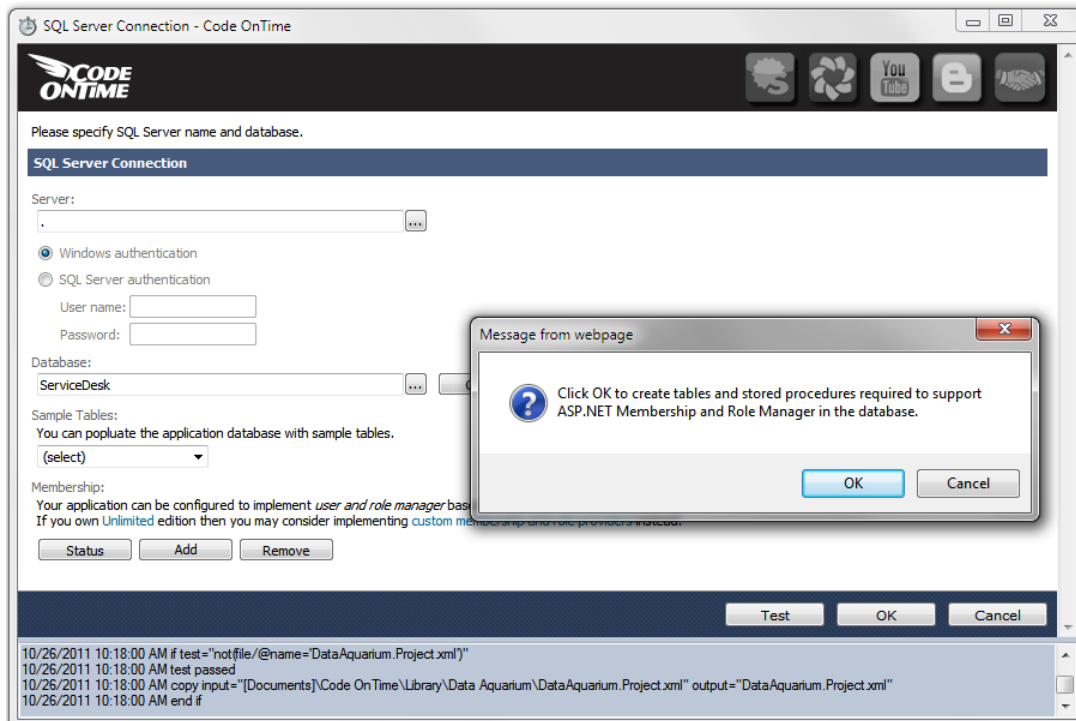 SQL Server Connection - Code OnTime
CODE
ONTIME
You
Tube
Please specify SQL Server name and database.
SQL Server Connection
Server:
.
...
Windows authentication
SQL Server authentication
User name:
Password:
Database:
ServiceDesk
...
Sample Tables:
You can popluate the application database with sample tables.
(select)
Membership:
Your application can be configured to implement user and role manager
If you own Unlimited edition then you may consider implementing custom membership and role providers instead.
Status
Add
Remove
Message from webpage
Click OK to create tables and stored procedures required to support
ASP.NET Membership and Role Manager in the database.
OK
Cancel
Test
OK
Cancel
10/26/2011 10:18:00 AM if test="not(file/@name='DataAquarium.Project.xml')"
10/26/2011 10:18:00 AM test passed
10/26/2011 10:18:00 AM copy input="[Documents]\Code OnTime\Library\Data Aquarium\DataAquarium.Project.xml" output="DataAquarium.Project.xml"
10/26/2011 10:18:00 AM end if